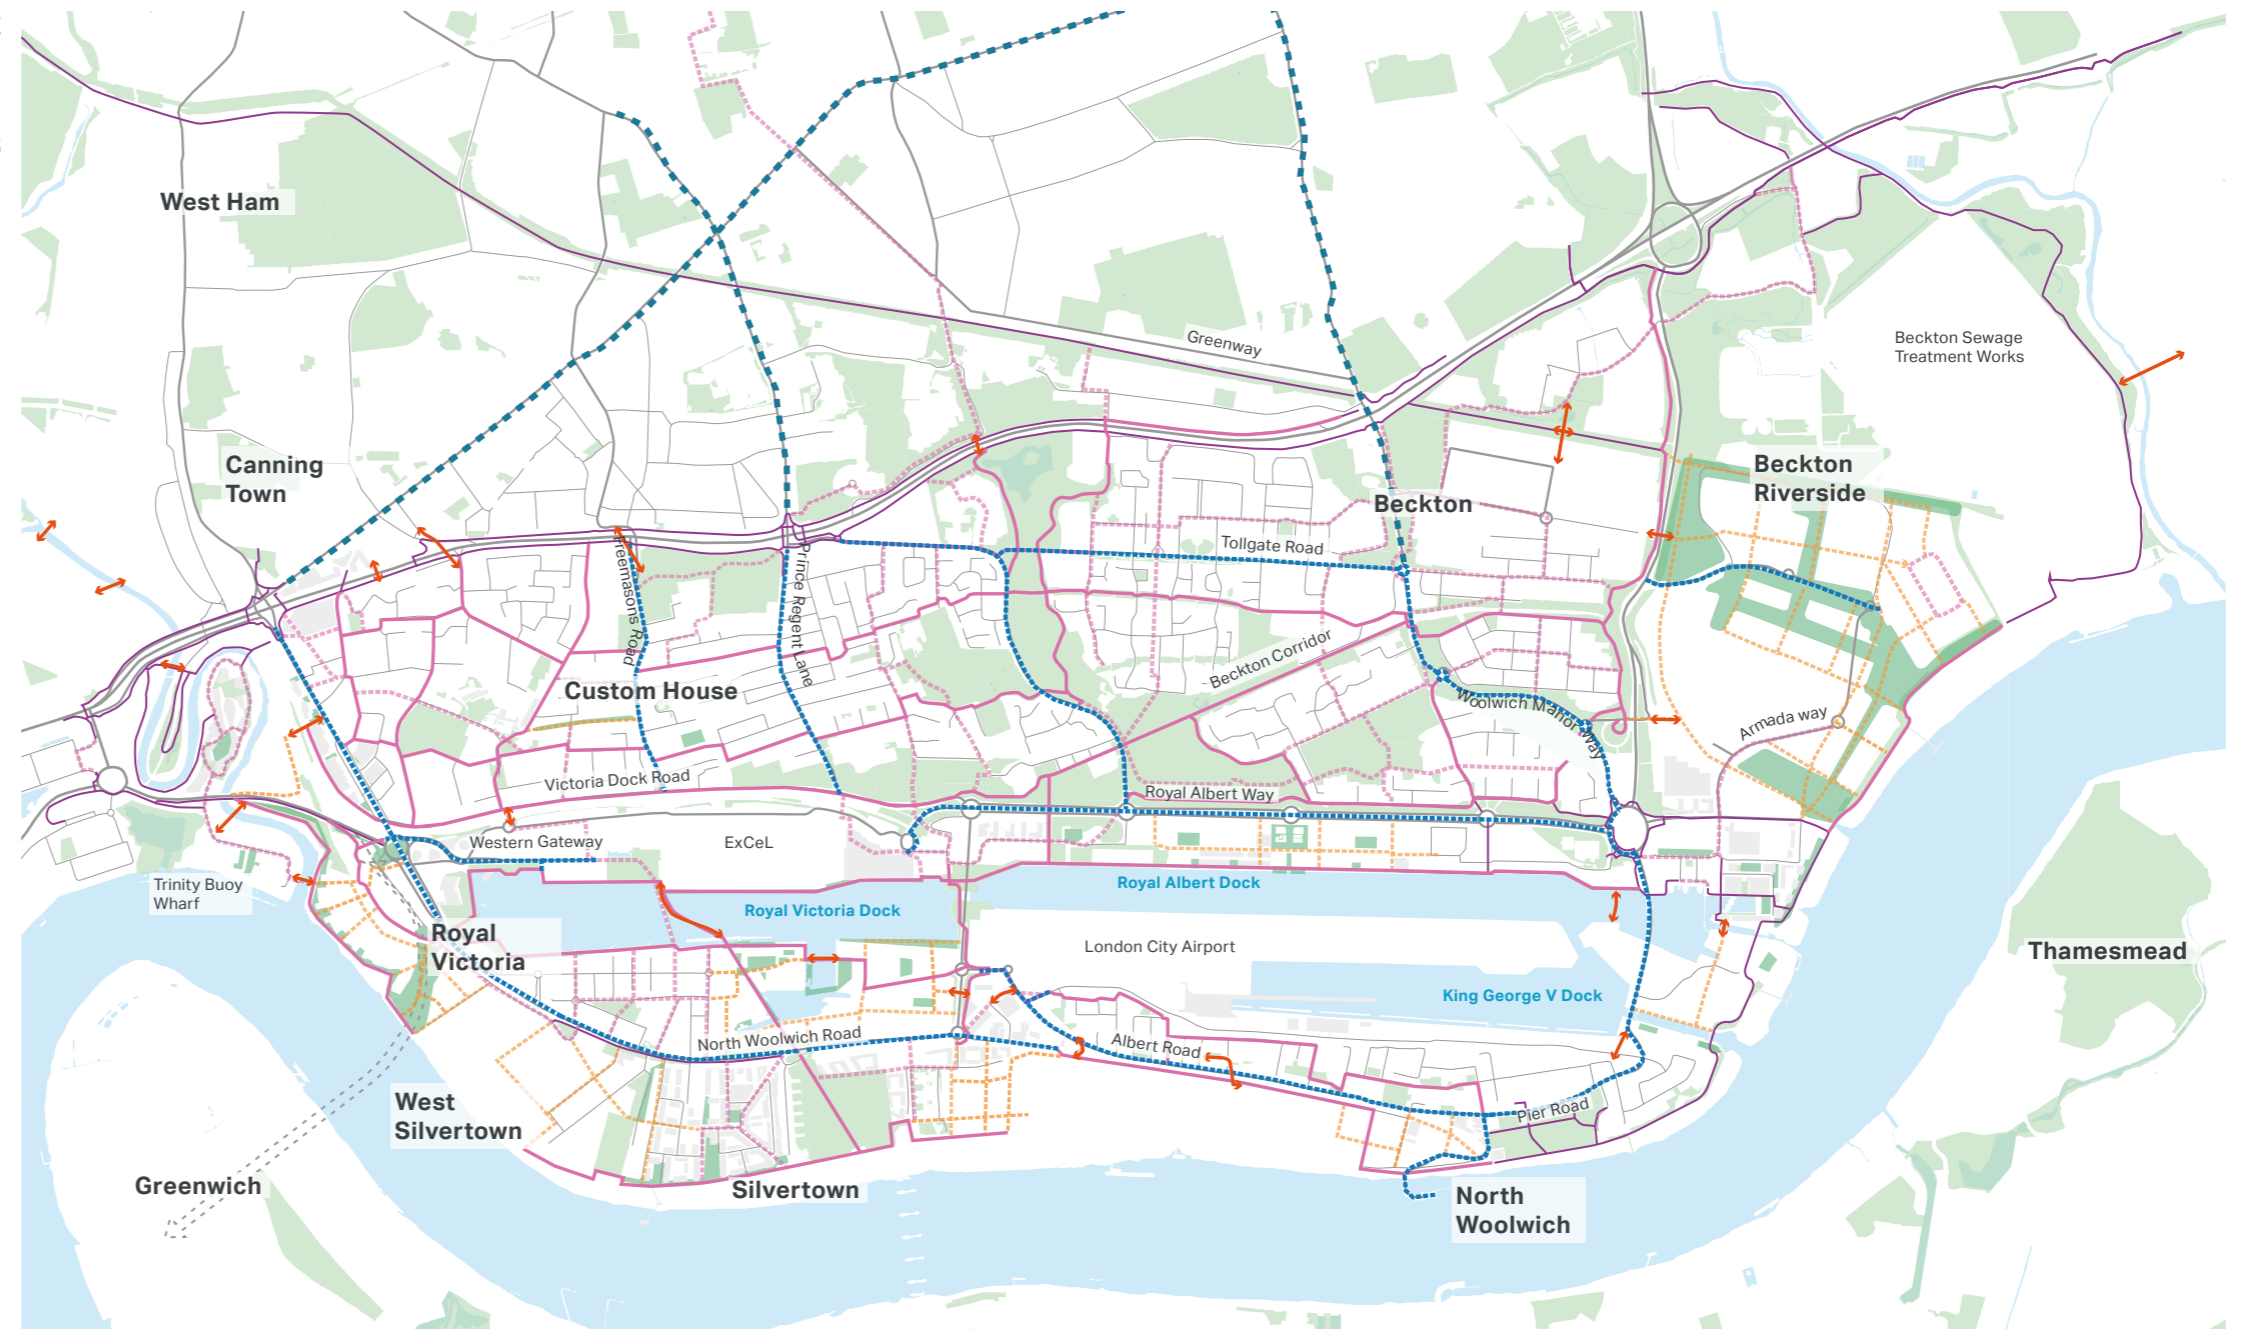 West Ham
Greenway
Beckton Sewage
Treatment Works
Canning
Town
Beckton
Riverside
Beckton
Tollgate Road
Freemasons Road
Prince Regent Lane
Beckton Corridor
Custom House
Woolwich Manor Way
Armada way
Victoria Dock Road
Royal Albert Way
Western Gateway
ExCeL
Trinity Buoy
Wharf
Royal Albert Dock
Royal Victoria Dock
Royal
Victoria
London City Airport
Thamesmead
King George V Dock
North Woolwich Road
Albert Road
Pier Road
West
Silvertown
Greenwich
Silvertown
North
Woolwich